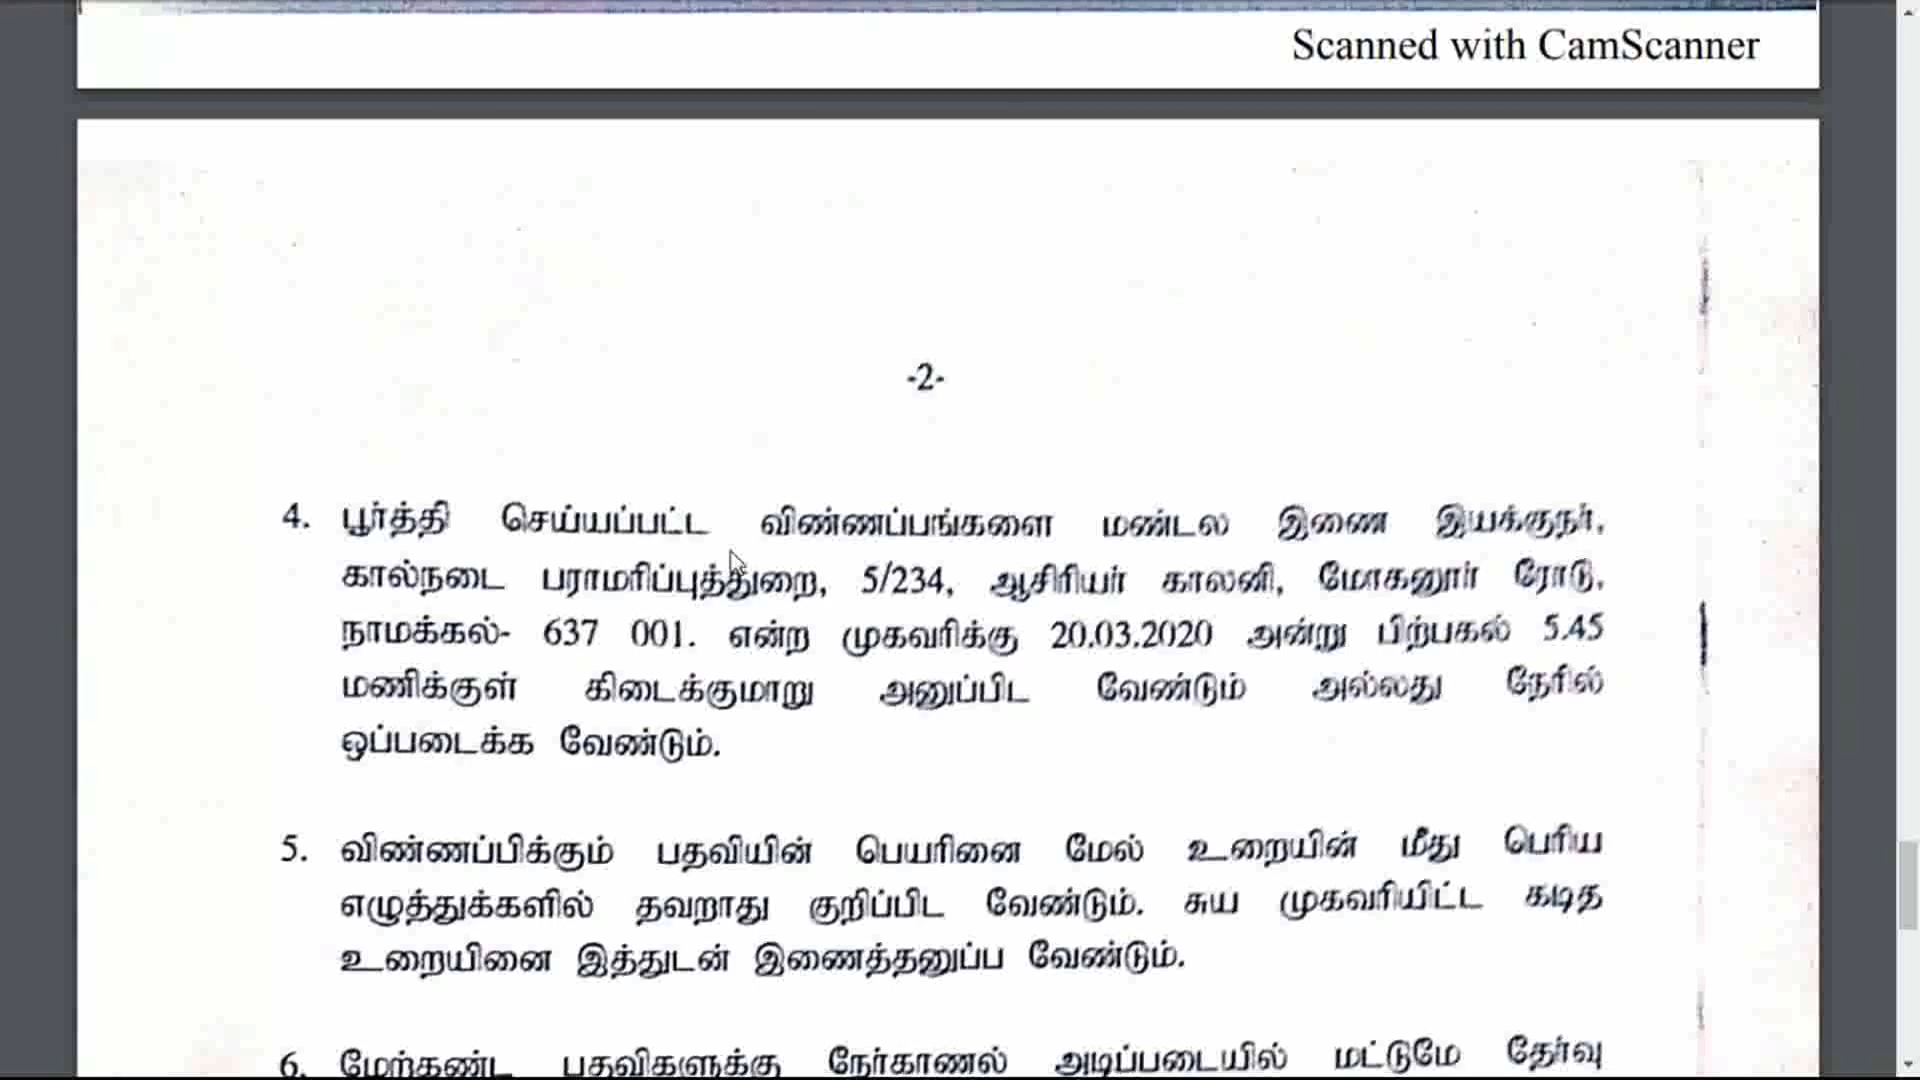 Scanned with CamScanner
-2-
4. பூர்த்தி செய்யப்பட்ட விண்ணப்பங்களை மண்டல இணை இயக்குநர்,
கால்நடை பராமரிப்புத்துறை, 5/234, ஆசிரியர் காலனி, மோகனூர் ரோடு,
நாமக்கல்- 637 001. என்ற முகவரிக்கு 20.03.2020 அன்று பிற்பகல் 5.45
மணிக்குள் கிடைக்குமாறு அனுப்பிட வேண்டும் அல்லது நேரில்
ஒப்படைக்க வேண்டும்.
5. விண்ணப்பிக்கும் பதவியின் பெயரினை மேல் உறையின் மீது பெரிய
எழுத்துக்களில் தவறாது குறிப்பிட வேண்டும். சுய முகவரியிட்ட கடித
உறையினை இத்துடன் இணைத்தனுப்ப வேண்டும்.
6. மேற்கண்ட பதவிகளுக்கு நேர்காணல் அடிப்படையில் மட்டுமே தேர்வு